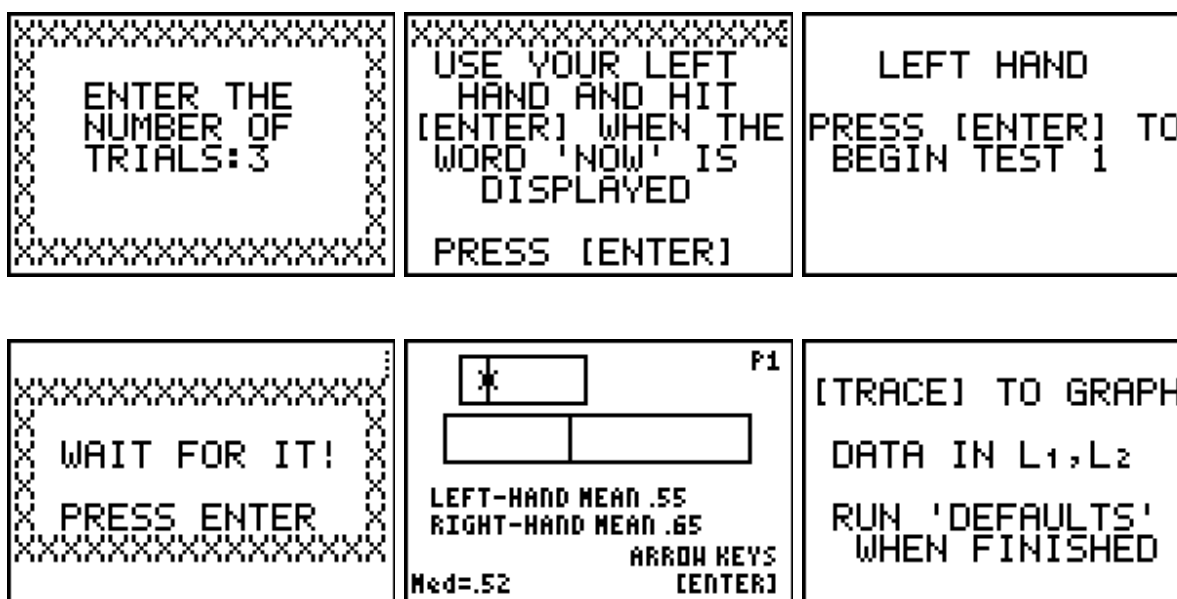 ENTER THE
NUMBER OF
TRIALS:3
USE YOUR LEFT
HAND AND HIT
[ENTER] WHEN THE
WORD 'NOW' IS
DISPLAYED
PRESS [ENTER]
LEFT HAND
PRESS [ENTER] TO
BEGIN TEST 1
WAIT FOR IT!
PRESS ENTER
P1
LEFT-HAND MEAN .55
RIGHT-HAND MEAN .65
ARROW KEYS
Med=.52 [ENTER]
[TRACE] TO GRAPH
DATA IN L₁,L₂
RUN 'DEFAULTS'
WHEN FINISHED